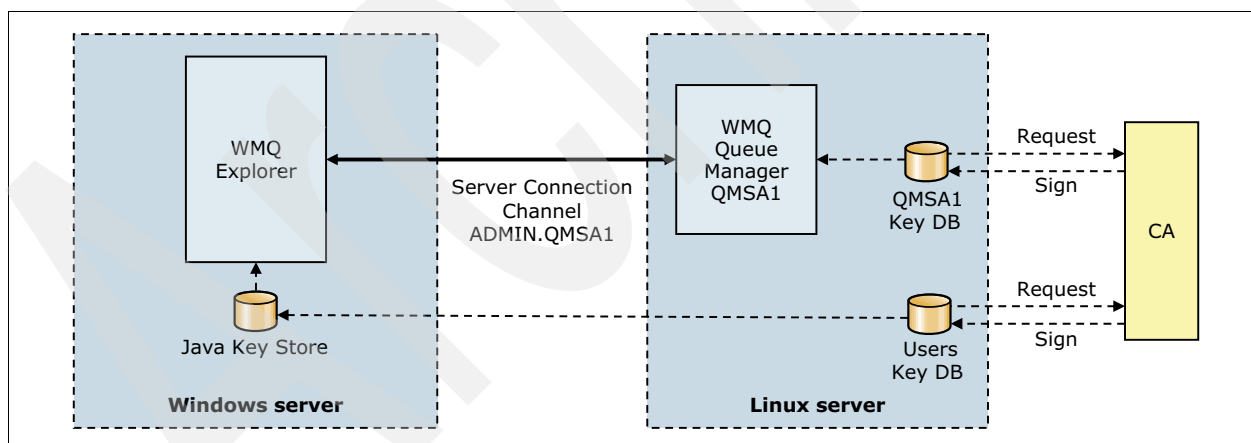 WMQ
Explorer
Java Key Store
Windows server
Server Connection
Channel
ADMIN.QMSA1
WMQ
Queue
Manager
QMSA1
QMSA1
Key DB
Users
Key DB
Linux server
Request
Sign
Request
Sign
CA